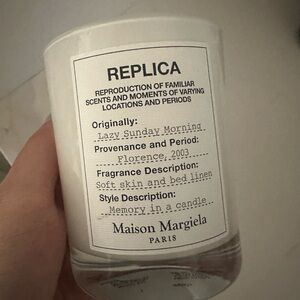 REPLICA
REPRODUCTION OF FAMILIAR
SCENTS AND MOMENTS OF VARYING
LOCATIONS AND PERIODS
Originally:
Lazy Sunday Morning
Provenance and Period:
Florence, 2003
Fragrance Description:
Soft skin and bed linen
Style Description:
Memory in a candle
Maison Margiela
PARIS